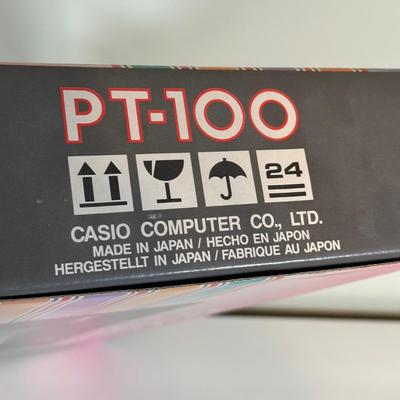 PT-100
24
CASIO COMPUTER CO., LTD.
MADE IN JAPAN / HECHO EN JAPON
HERGESTELLT IN JAPAN / FABRIQUE AU JAPON